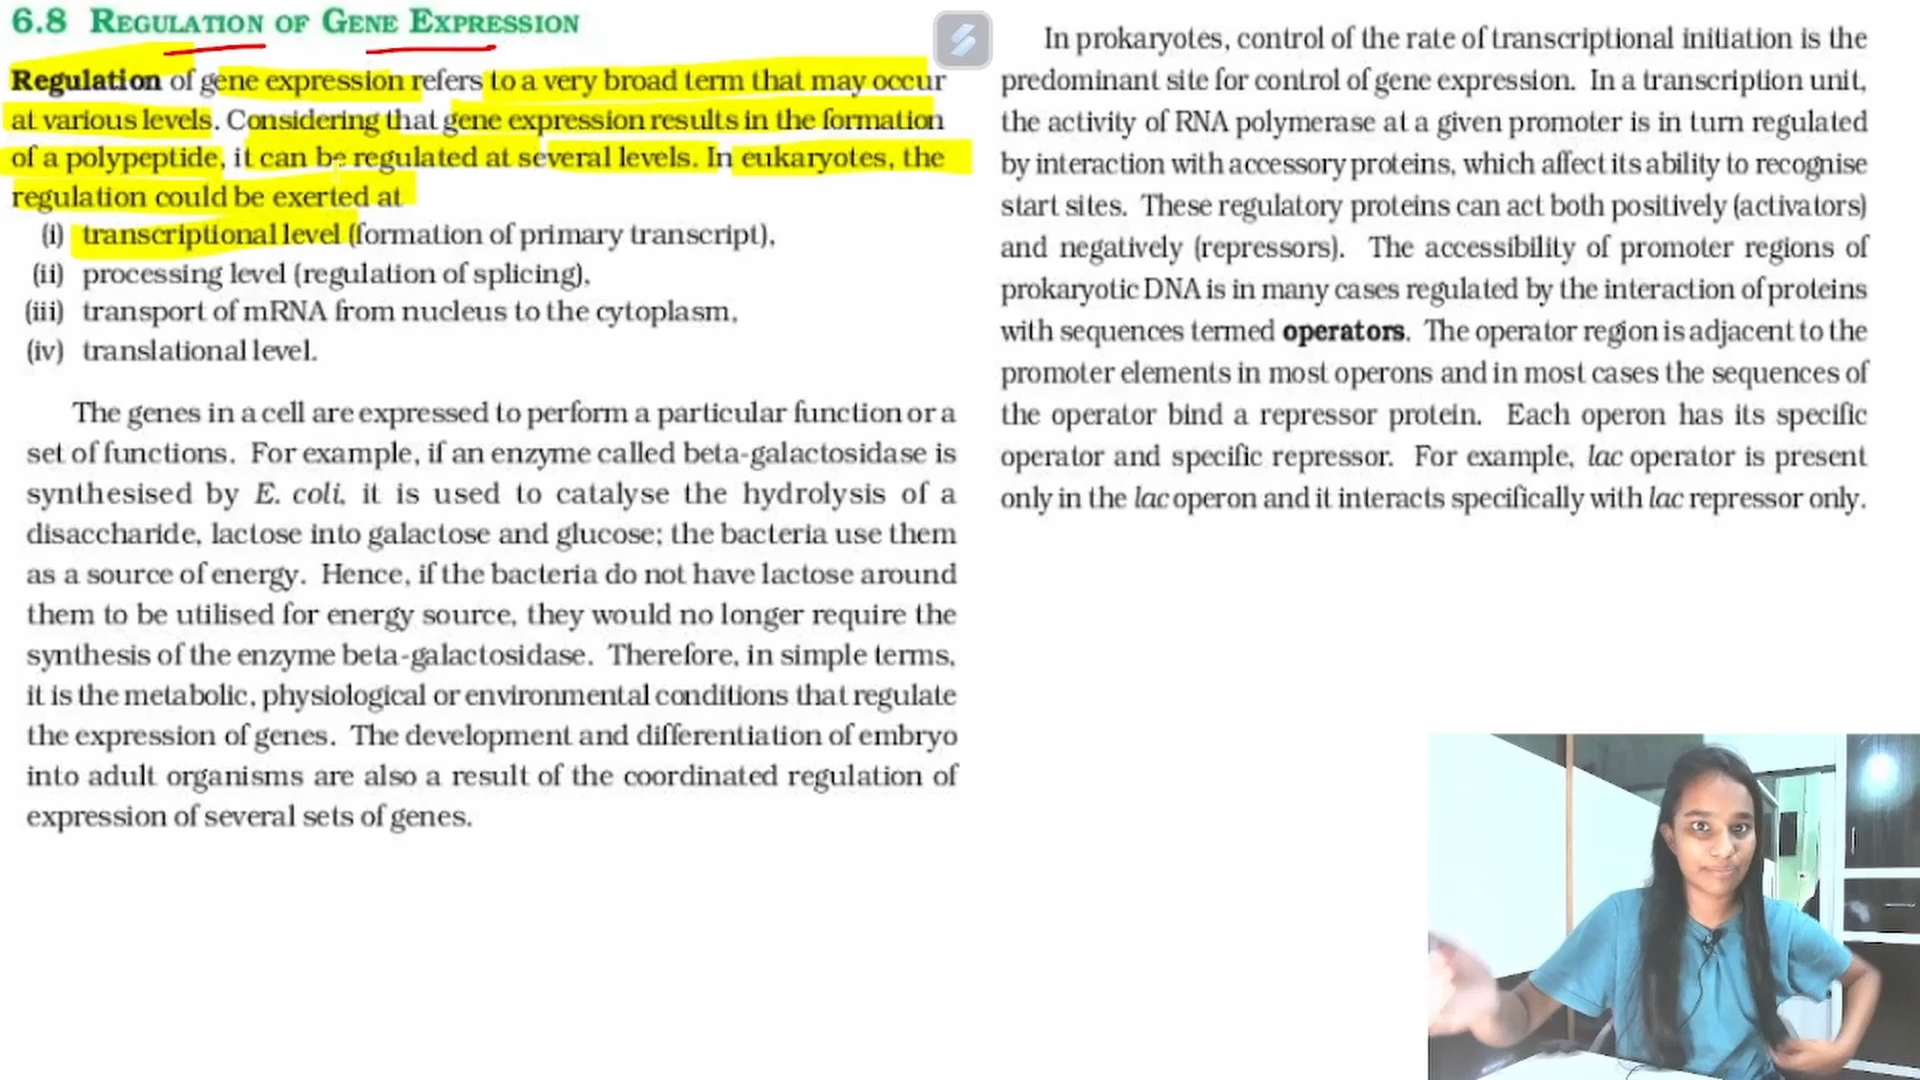 6.8 REGULATION OF GENE EXPRESSION
Regulation of gene expression refers to a very broad term that may occur
at various levels. Considering that gene expression results in the formation
of a polypeptide, it can be regulated at several levels. In eukaryotes, the
regulation could be exerted at
(i) transcriptional level (formation of primary transcript),
(ii) processing level (regulation of splicing),
(iii) transport of mRNA from nucleus to the cytoplasm,
(iv) translational level.
The genes in a cell are expressed to perform a particular function or a
set of functions. For example, if an enzyme called beta-galactosidase is
synthesised by E. coli, it is used to catalyse the hydrolysis of a
disaccharide, lactose into galactose and glucose; the bacteria use them
as a source of energy. Hence, if the bacteria do not have lactose around
them to be utilised for energy source, they would no longer require the
synthesis of the enzyme beta-galactosidase. Therefore, in simple terms,
it is the metabolic, physiological or environmental conditions that regulate
the expression of genes. The development and differentiation of embryo
into adult organisms are also a result of the coordinated regulation of
expression of several sets of genes.
In prokaryotes, control of the rate of transcriptional initiation is the
predominant site for control of gene expression. In a transcription unit,
the activity of RNA polymerase at a given promoter is in turn regulated
by interaction with accessory proteins, which affect its ability to recognise
start sites. These regulatory proteins can act both positively (activators)
and negatively (repressors). The accessibility of promoter regions of
prokaryotic DNA is in many cases regulated by the interaction of proteins
with sequences termed operators. The operator region is adjacent to the
promoter elements in most operons and in most cases the sequences of
the operator bind a repressor protein. Each operon has its specific
operator and specific repressor. For example, lac operator is present
only in the lac operon and it interacts specifically with lac repressor only.